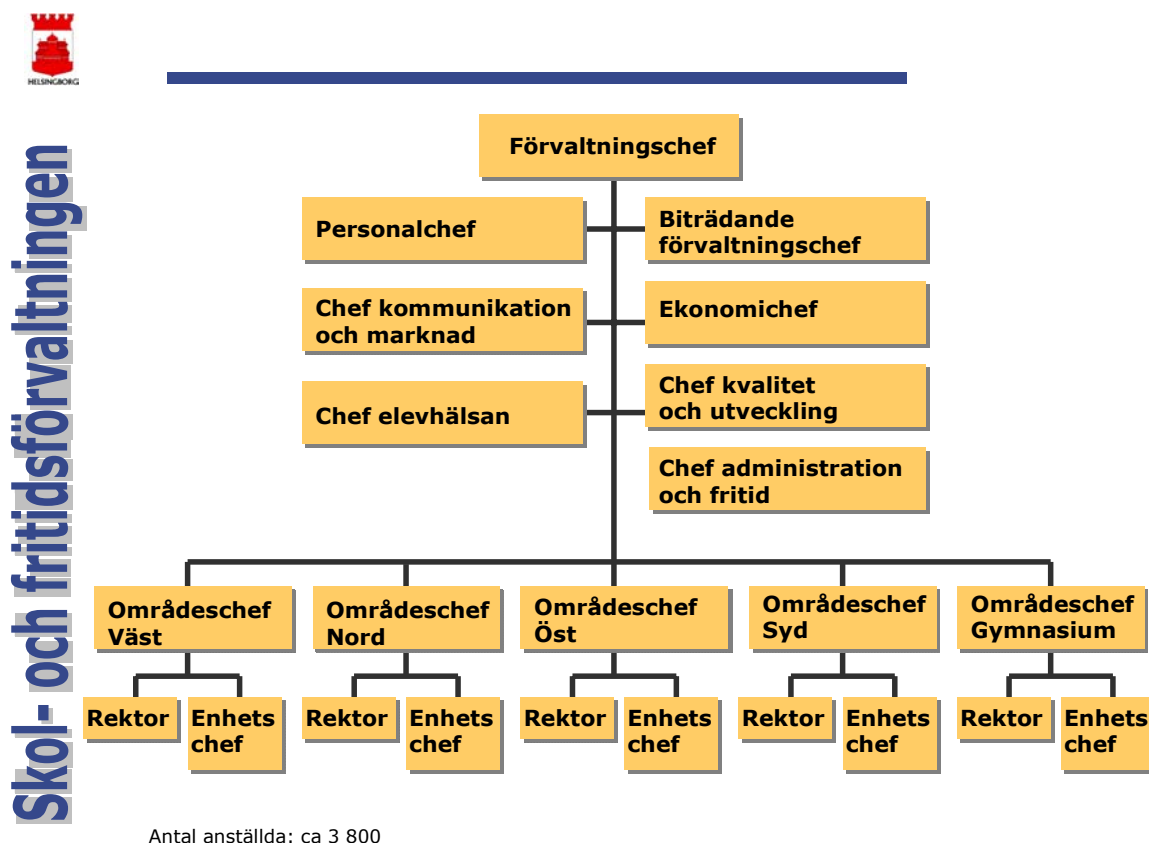 HELSINGBORG
Skol- och fritidsförvaltningen
Förvaltningschef
Personalchef
Biträdande
förvaltningschef
Chef kommunikation
och marknad
Ekonomichef
Chef elevhälsan
Chef kvalitet
och utveckling
Chef administration
och fritid
Områdeschef
Väst
Områdeschef
Nord
Områdeschef
Öst
Områdeschef
Syd
Områdeschef
Gymnasium
Rektor
Enhets
chef
Rektor
Enhets
chef
Rektor
Enhets
chef
Rektor
Enhets
chef
Rektor
Enhets
chef
Antal anställda: ca 3 800